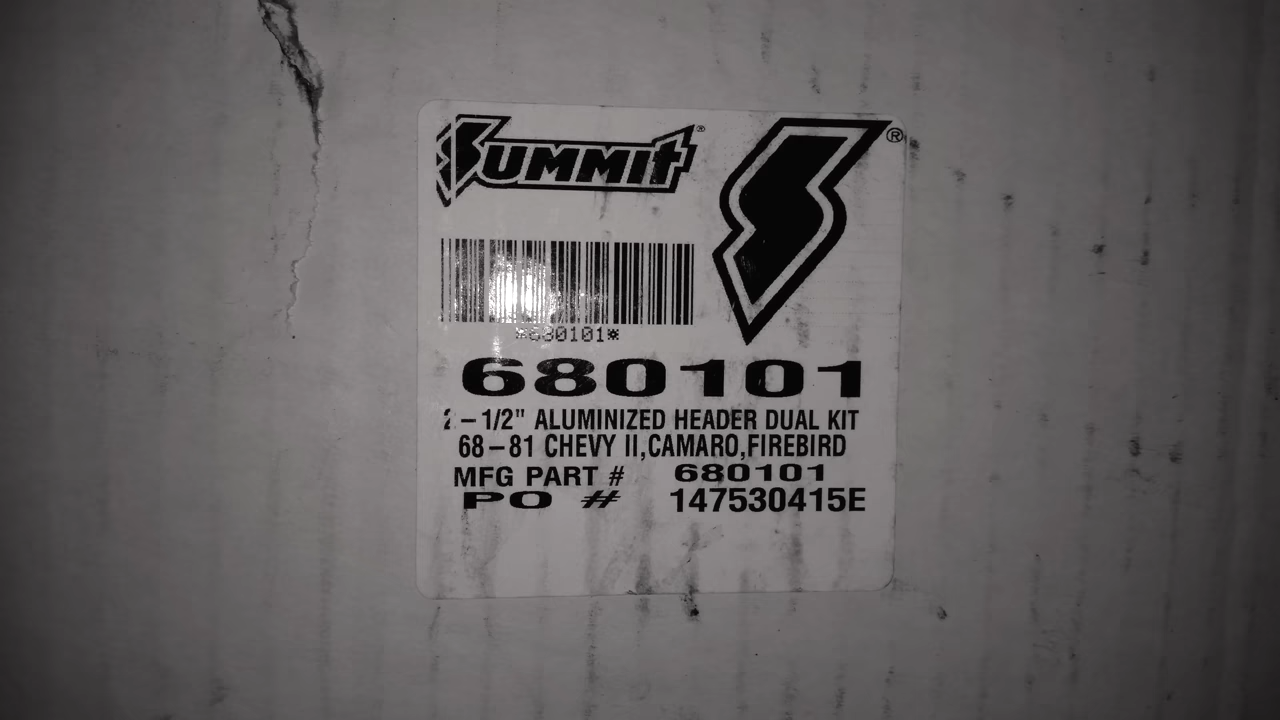 SUMMIT®
®
*680101*
680101
2-1/2" ALUMINIZED HEADER DUAL KIT
68-81 CHEVY II,CAMARO,FIREBIRD
MFG PART # 680101
PO # 147530415E